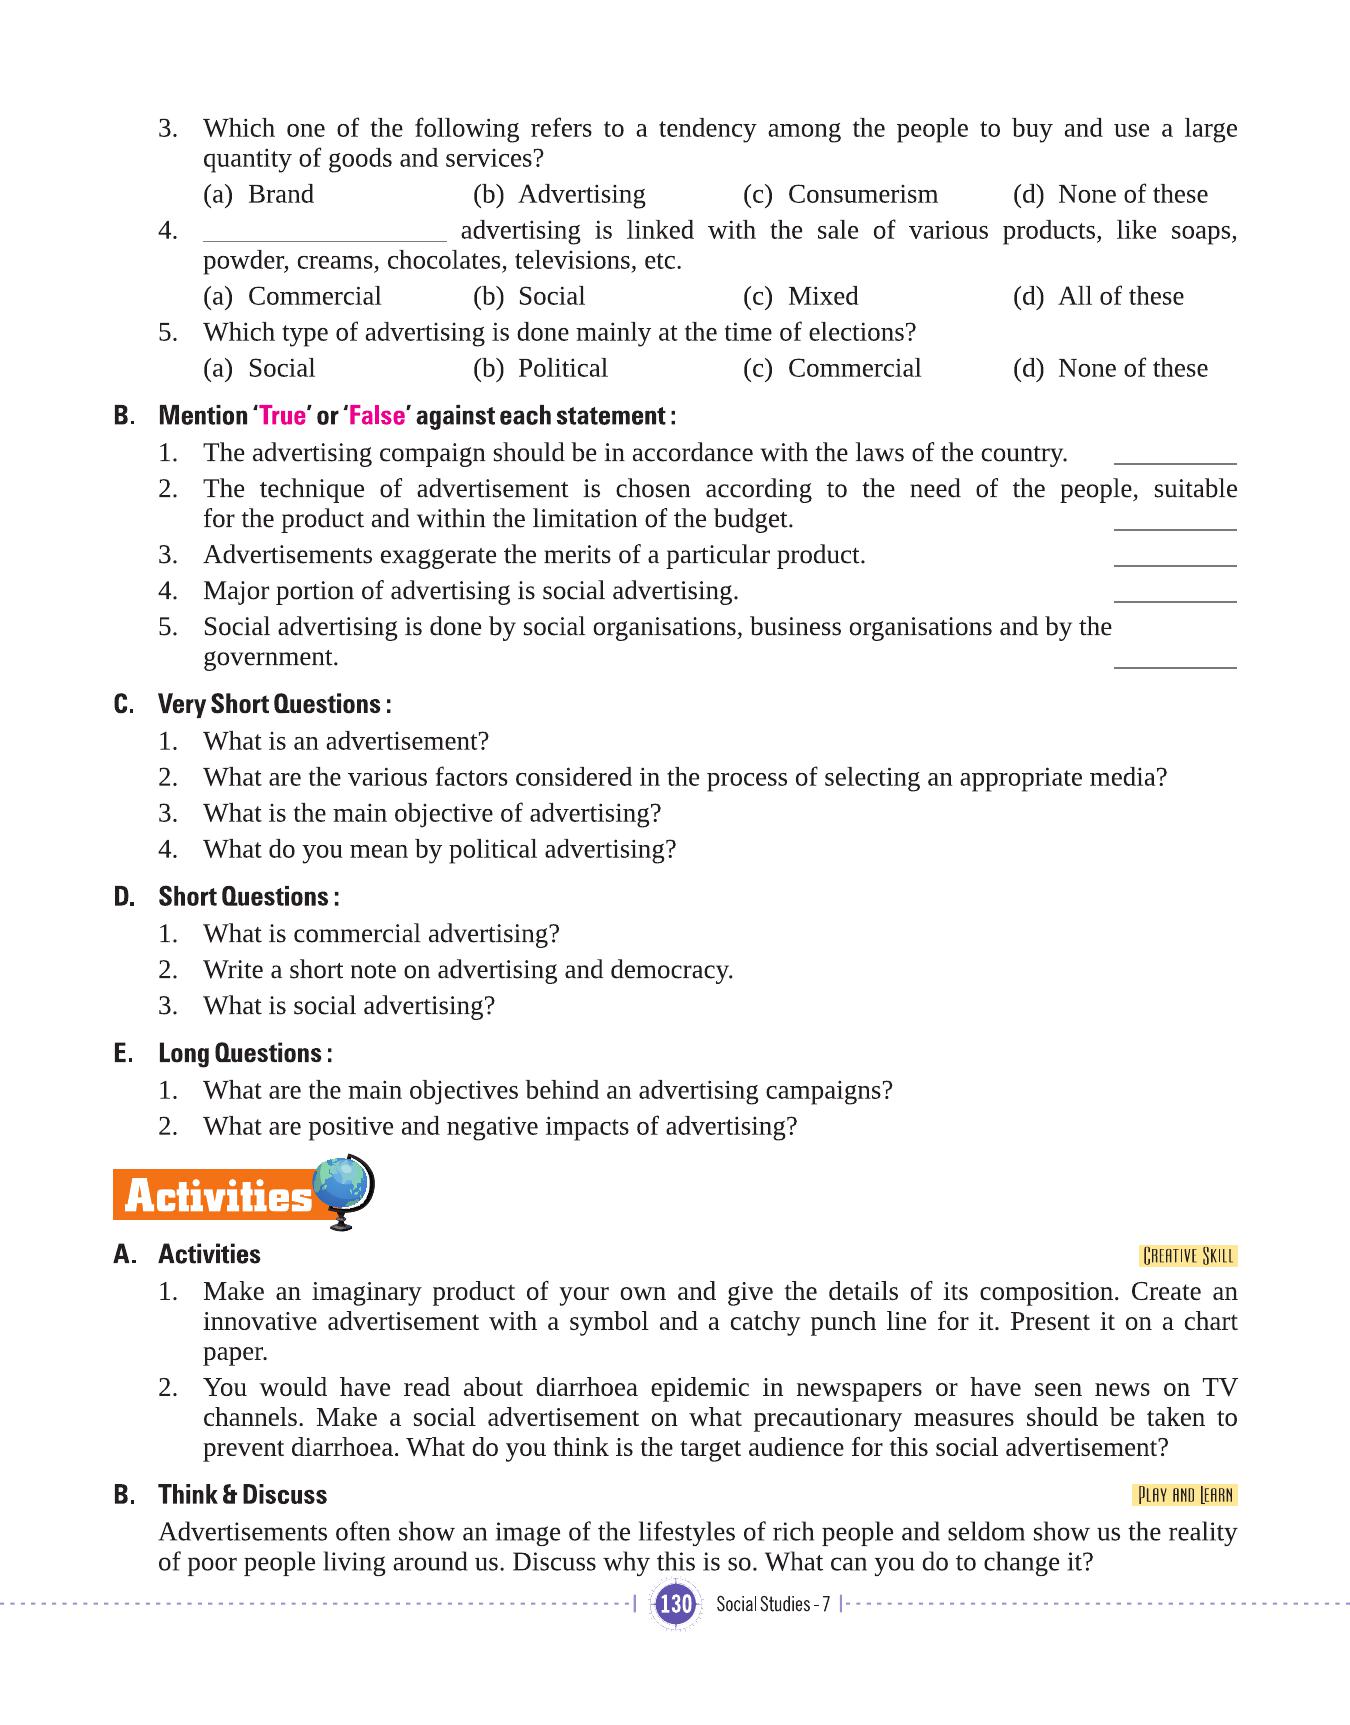 3. Which one of the following refers to a tendency among the people to buy and use a large
quantity of goods and services?
(a) Brand (b) Advertising (c) Consumerism (d) None of these
4. __________________ advertising is linked with the sale of various products, like soaps,
powder, creams, chocolates, televisions, etc.
(a) Commercial (b) Social (c) Mixed (d) All of these
5. Which type of advertising is done mainly at the time of elections?
(a) Social (b) Political (c) Commercial (d) None of these
B. Mention ‘True’ or ‘False’ against each statement :
1. The advertising compaign should be in accordance with the laws of the country. _________
2. The technique of advertisement is chosen according to the need of the people, suitable
for the product and within the limitation of the budget. _________
3. Advertisements exaggerate the merits of a particular product. _________
4. Major portion of advertising is social advertising. _________
5. Social advertising is done by social organisations, business organisations and by the
government. _________
C. Very Short Questions :
1. What is an advertisement?
2. What are the various factors considered in the process of selecting an appropriate media?
3. What is the main objective of advertising?
4. What do you mean by political advertising?
D. Short Questions :
1. What is commercial advertising?
2. Write a short note on advertising and democracy.
3. What is social advertising?
E. Long Questions :
1. What are the main objectives behind an advertising campaigns?
2. What are positive and negative impacts of advertising?
Activities
A. Activities CREATIVE SKILL
1. Make an imaginary product of your own and give the details of its composition. Create an
innovative advertisement with a symbol and a catchy punch line for it. Present it on a chart
paper.
2. You would have read about diarrhoea epidemic in newspapers or have seen news on TV
channels. Make a social advertisement on what precautionary measures should be taken to
prevent diarrhoea. What do you think is the target audience for this social advertisement?
B. Think & Discuss PLAY AND LEARN
Advertisements often show an image of the lifestyles of rich people and seldom show us the reality
of poor people living around us. Discuss why this is so. What can you do to change it?
130 Social Studies - 7